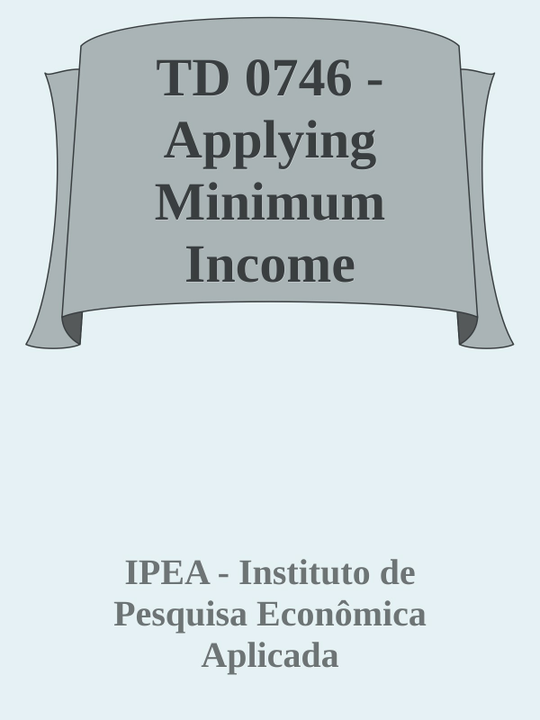 TD 0746 -
Applying
Minimum
Income
IPEA - Instituto de
Pesquisa Econômica
Aplicada